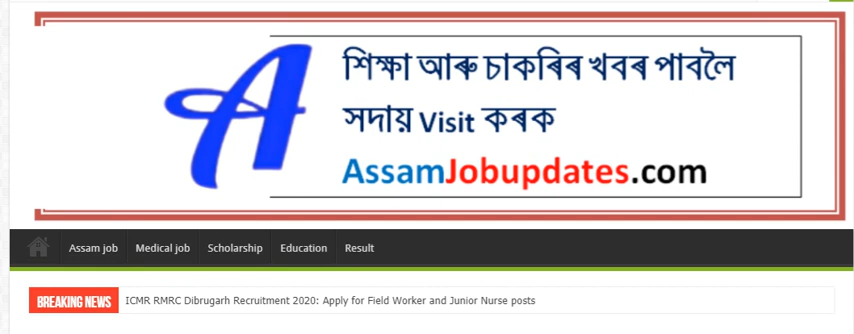 A
শিক্ষা আৰু চাকৰিৰ খবৰ পাবলৈ
সদায় Visit কৰক
AssamJobupdates.com
Assam job Medical job Scholarship Education Result
BREAKING NEWS ICMR RMRC Dibrugarh Recruitment 2020: Apply for Field Worker and Junior Nurse posts